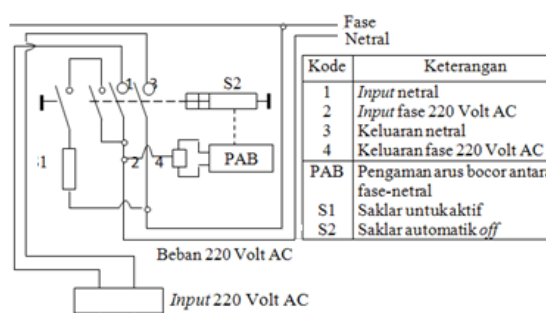 Fase
Netral
1
3
S2
S1
2
4
PAB
Beban 220 Volt AC
Input 220 Volt AC
Kode Keterangan
1 Input netral
2 Input fase 220 Volt AC
3 Keluaran netral
4 Keluaran fase 220 Volt AC
PAB Pengaman arus bocor antara
fase-netral
S1 Saklar untuk aktif
S2 Saklar automatik off